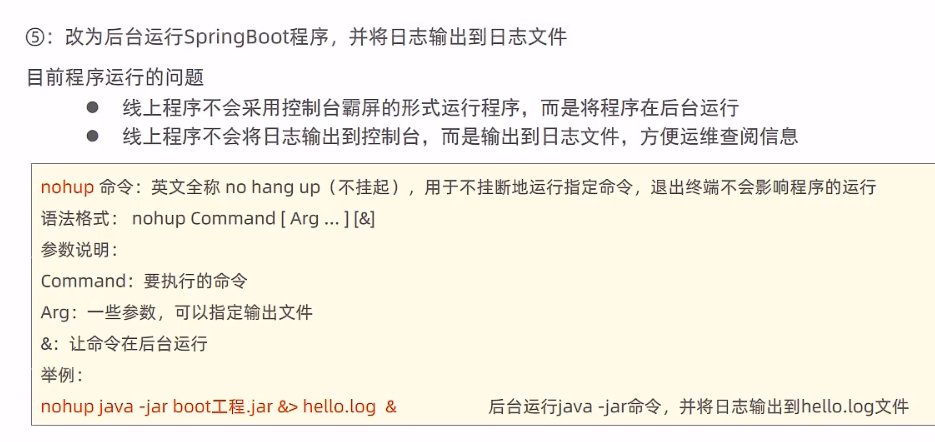 ⑤：改为后台运行SpringBoot程序，并将日志输出到日志文件
目前程序运行的问题
● 线上程序不会采用控制台霸屏的形式运行程序，而是将程序在后台运行
● 线上程序不会将日志输出到控制台，而是输出到日志文件，方便运维查阅信息
nohup 命令：英文全称 no hang up（不挂起），用于不挂断地运行指定命令，退出终端不会影响程序的运行
语法格式： nohup Command [ Arg … ] [&]
参数说明：
Command：要执行的命令
Arg：一些参数，可以指定输出文件
&：让命令在后台运行
举例：
nohup java -jar boot工程.jar &> hello.log & 后台运行java -jar命令，并将日志输出到hello.log文件